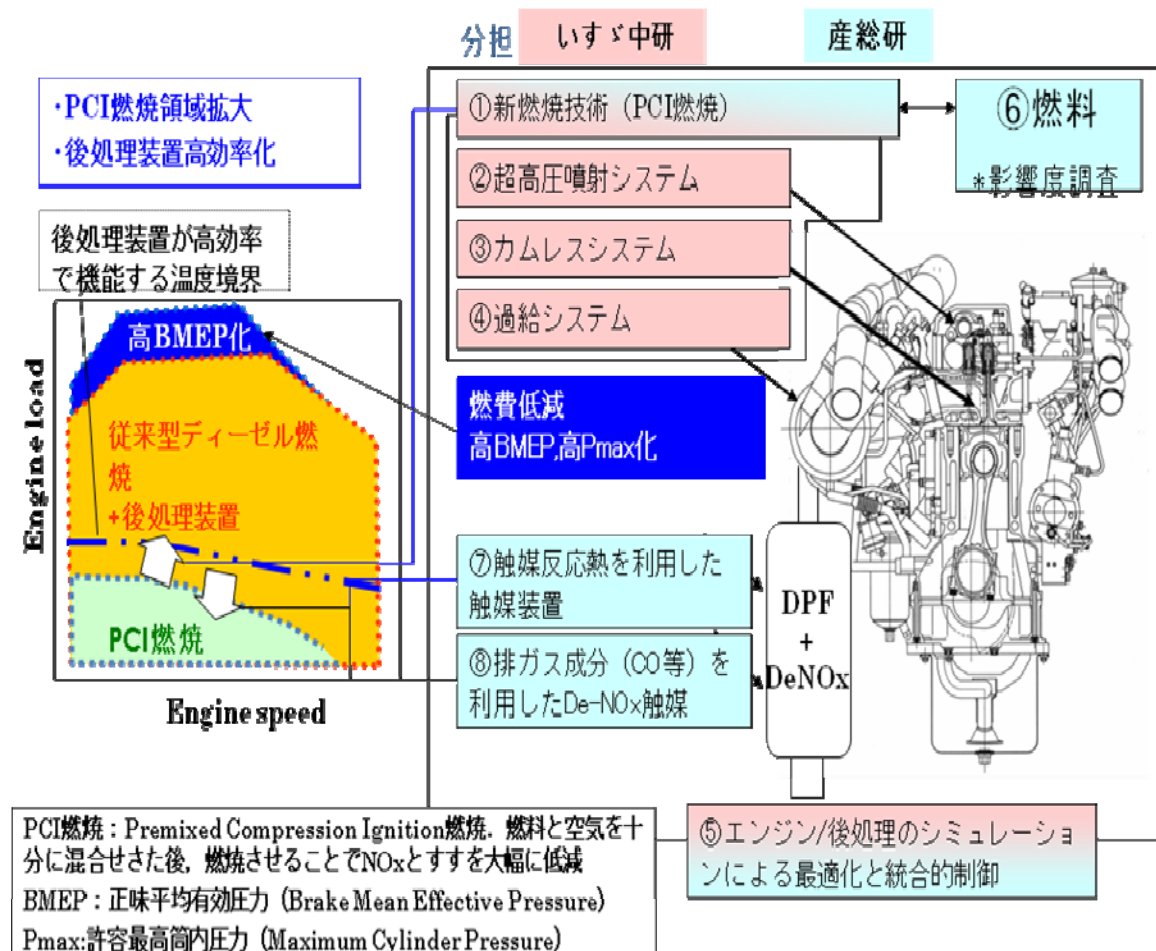 分担
いすゞ中研
産総研
・PCI燃焼領域拡大
・後処理装置高効率化
①新燃焼技術（PCI燃焼）
②超高圧噴射システム
③カムレスシステム
④過給システム
⑥燃料
*影響度調査
後処理装置が高効率
で機能する温度境界
高BMEP化
従来型ディーゼル燃
焼
+後処理装置
PCI燃焼
Engine load
Engine speed
燃費低減
高BMEP,高Pmax化
⑦触媒反応熱を利用した
触媒装置
⑧排ガス成分（CO等）を
利用したDe-NOx触媒
DPF
+
DeNOx
⑤エンジン/後処理のシミュレーショ
ンによる最適化と統合的制御
PCI燃焼：Premixed Compression Ignition燃焼．燃料と空気を十
分に混合せさた後，燃焼させることでNOxとすすを大幅に低減
BMEP：正味平均有効圧力（Brake Mean Effective Pressure）
Pmax:許容最高筒内圧力（Maximum Cylinder Pressure）